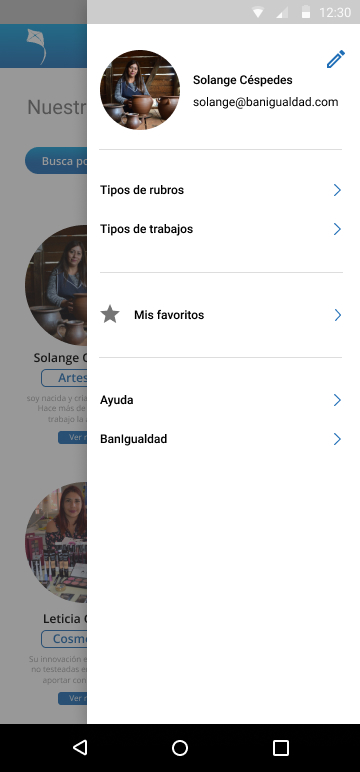 12:30
Solange Céspedes
solange@banigualdad.com
Nuestr
Busca po
Tipos de rubros
Tipos de trabajos
Mis favoritos
Solange C
Artes
soy nacida y cria
Hace más de
trabajo la
Ver
Ayuda
BanIgualdad
Leticia
Cosme
Su innovación e
no testeadas e
aportar con
Ver